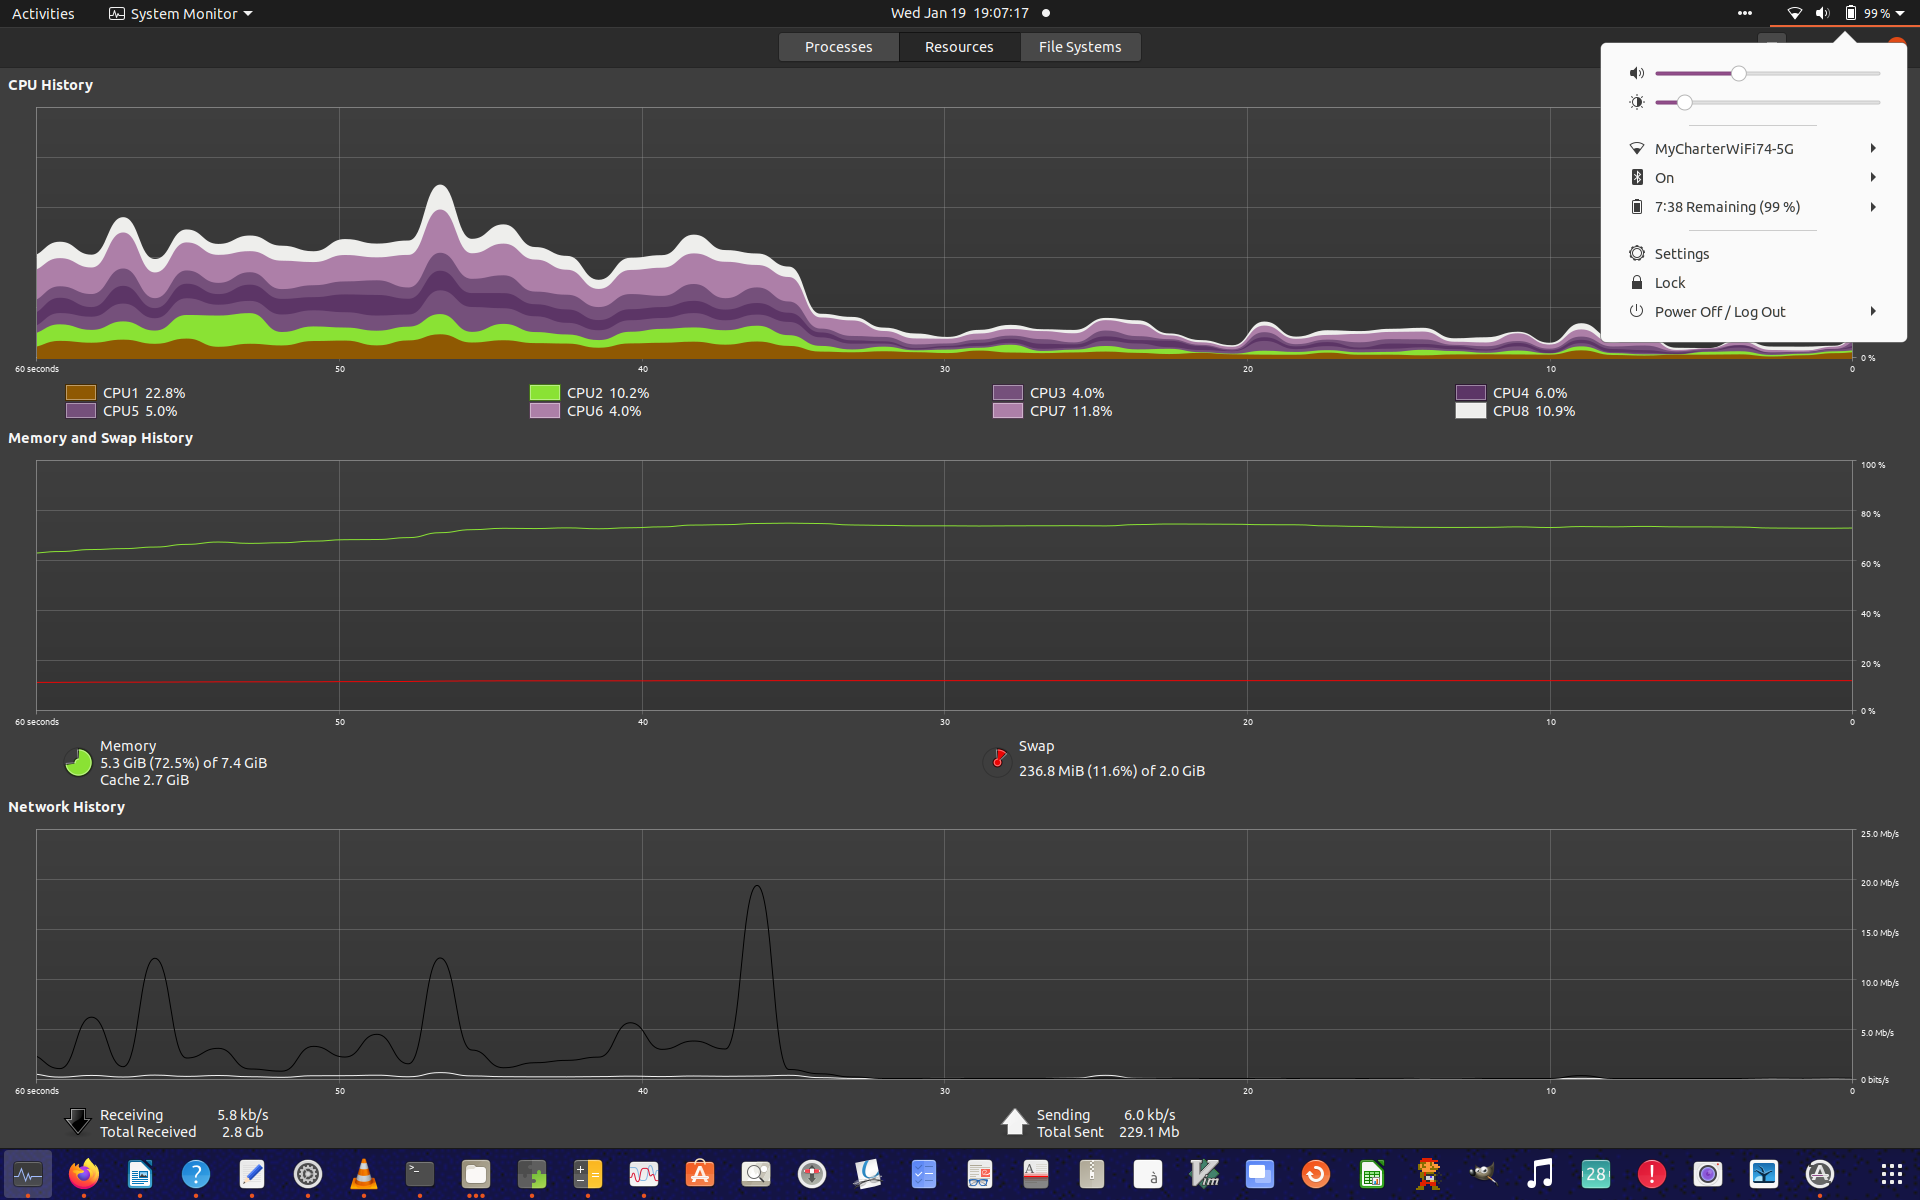 Activities System Monitor Wed Jan 19 19:07:17 99 %
Processes Resources File Systems
CPU History
MyCharterWiFi74-5G
On
7:38 Remaining (99 %)
Settings
Lock
Power Off / Log Out
0 %
60 seconds 50 40 30 20 10 0
CPU1 22.8% CPU2 10.2% CPU3 4.0% CPU4 6.0%
CPU5 5.0% CPU6 4.0% CPU7 11.8% CPU8 10.9%
Memory and Swap History
100 %
80 %
60 %
40 %
20 %
0 %
60 seconds 50 40 30 20 10 0
Memory
5.3 GiB (72.5%) of 7.4 GiB
Cache 2.7 GiB
Swap
236.8 MiB (11.6%) of 2.0 GiB
Network History
25.0 Mb/s
20.0 Mb/s
15.0 Mb/s
10.0 Mb/s
5.0 Mb/s
0 bits/s
60 seconds 50 40 30 20 10 0
Receiving 5.8 kb/s
Total Received 2.8 Gb
Sending 6.0 kb/s
Total Sent 229.1 Mb
28